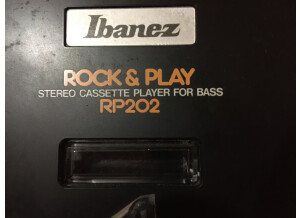 Ibanez
ROCK & PLAY
STEREO CASSETTE PLAYER FOR BASS
RP202